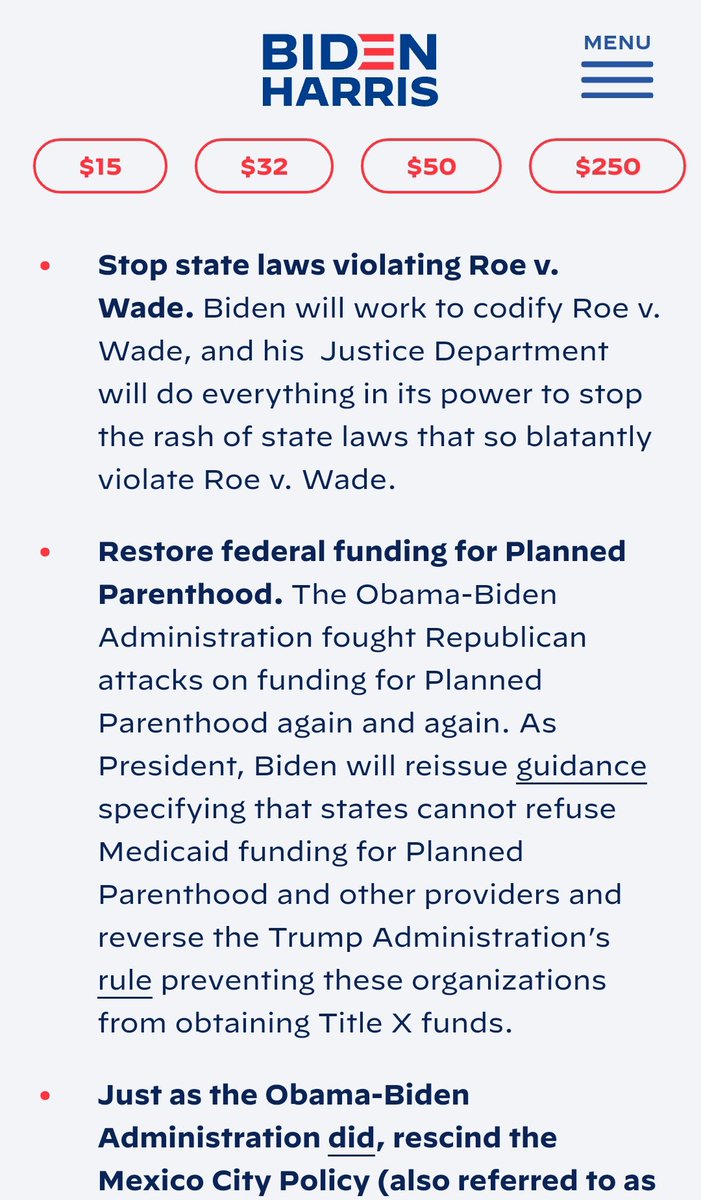 BIDEN
HARRIS
MENU
$15 $32 $50 $250
• Stop state laws violating Roe v.
Wade. Biden will work to codify Roe v.
Wade, and his  Justice Department
will do everything in its power to stop
the rash of state laws that so blatantly
violate Roe v. Wade.
• Restore federal funding for Planned
Parenthood. The Obama-Biden
Administration fought Republican
attacks on funding for Planned
Parenthood again and again. As
President, Biden will reissue guidance
specifying that states cannot refuse
Medicaid funding for Planned
Parenthood and other providers and
reverse the Trump Administration’s
rule preventing these organizations
from obtaining Title X funds.
• Just as the Obama-Biden
Administration did, rescind the
Mexico City Policy (also referred to as